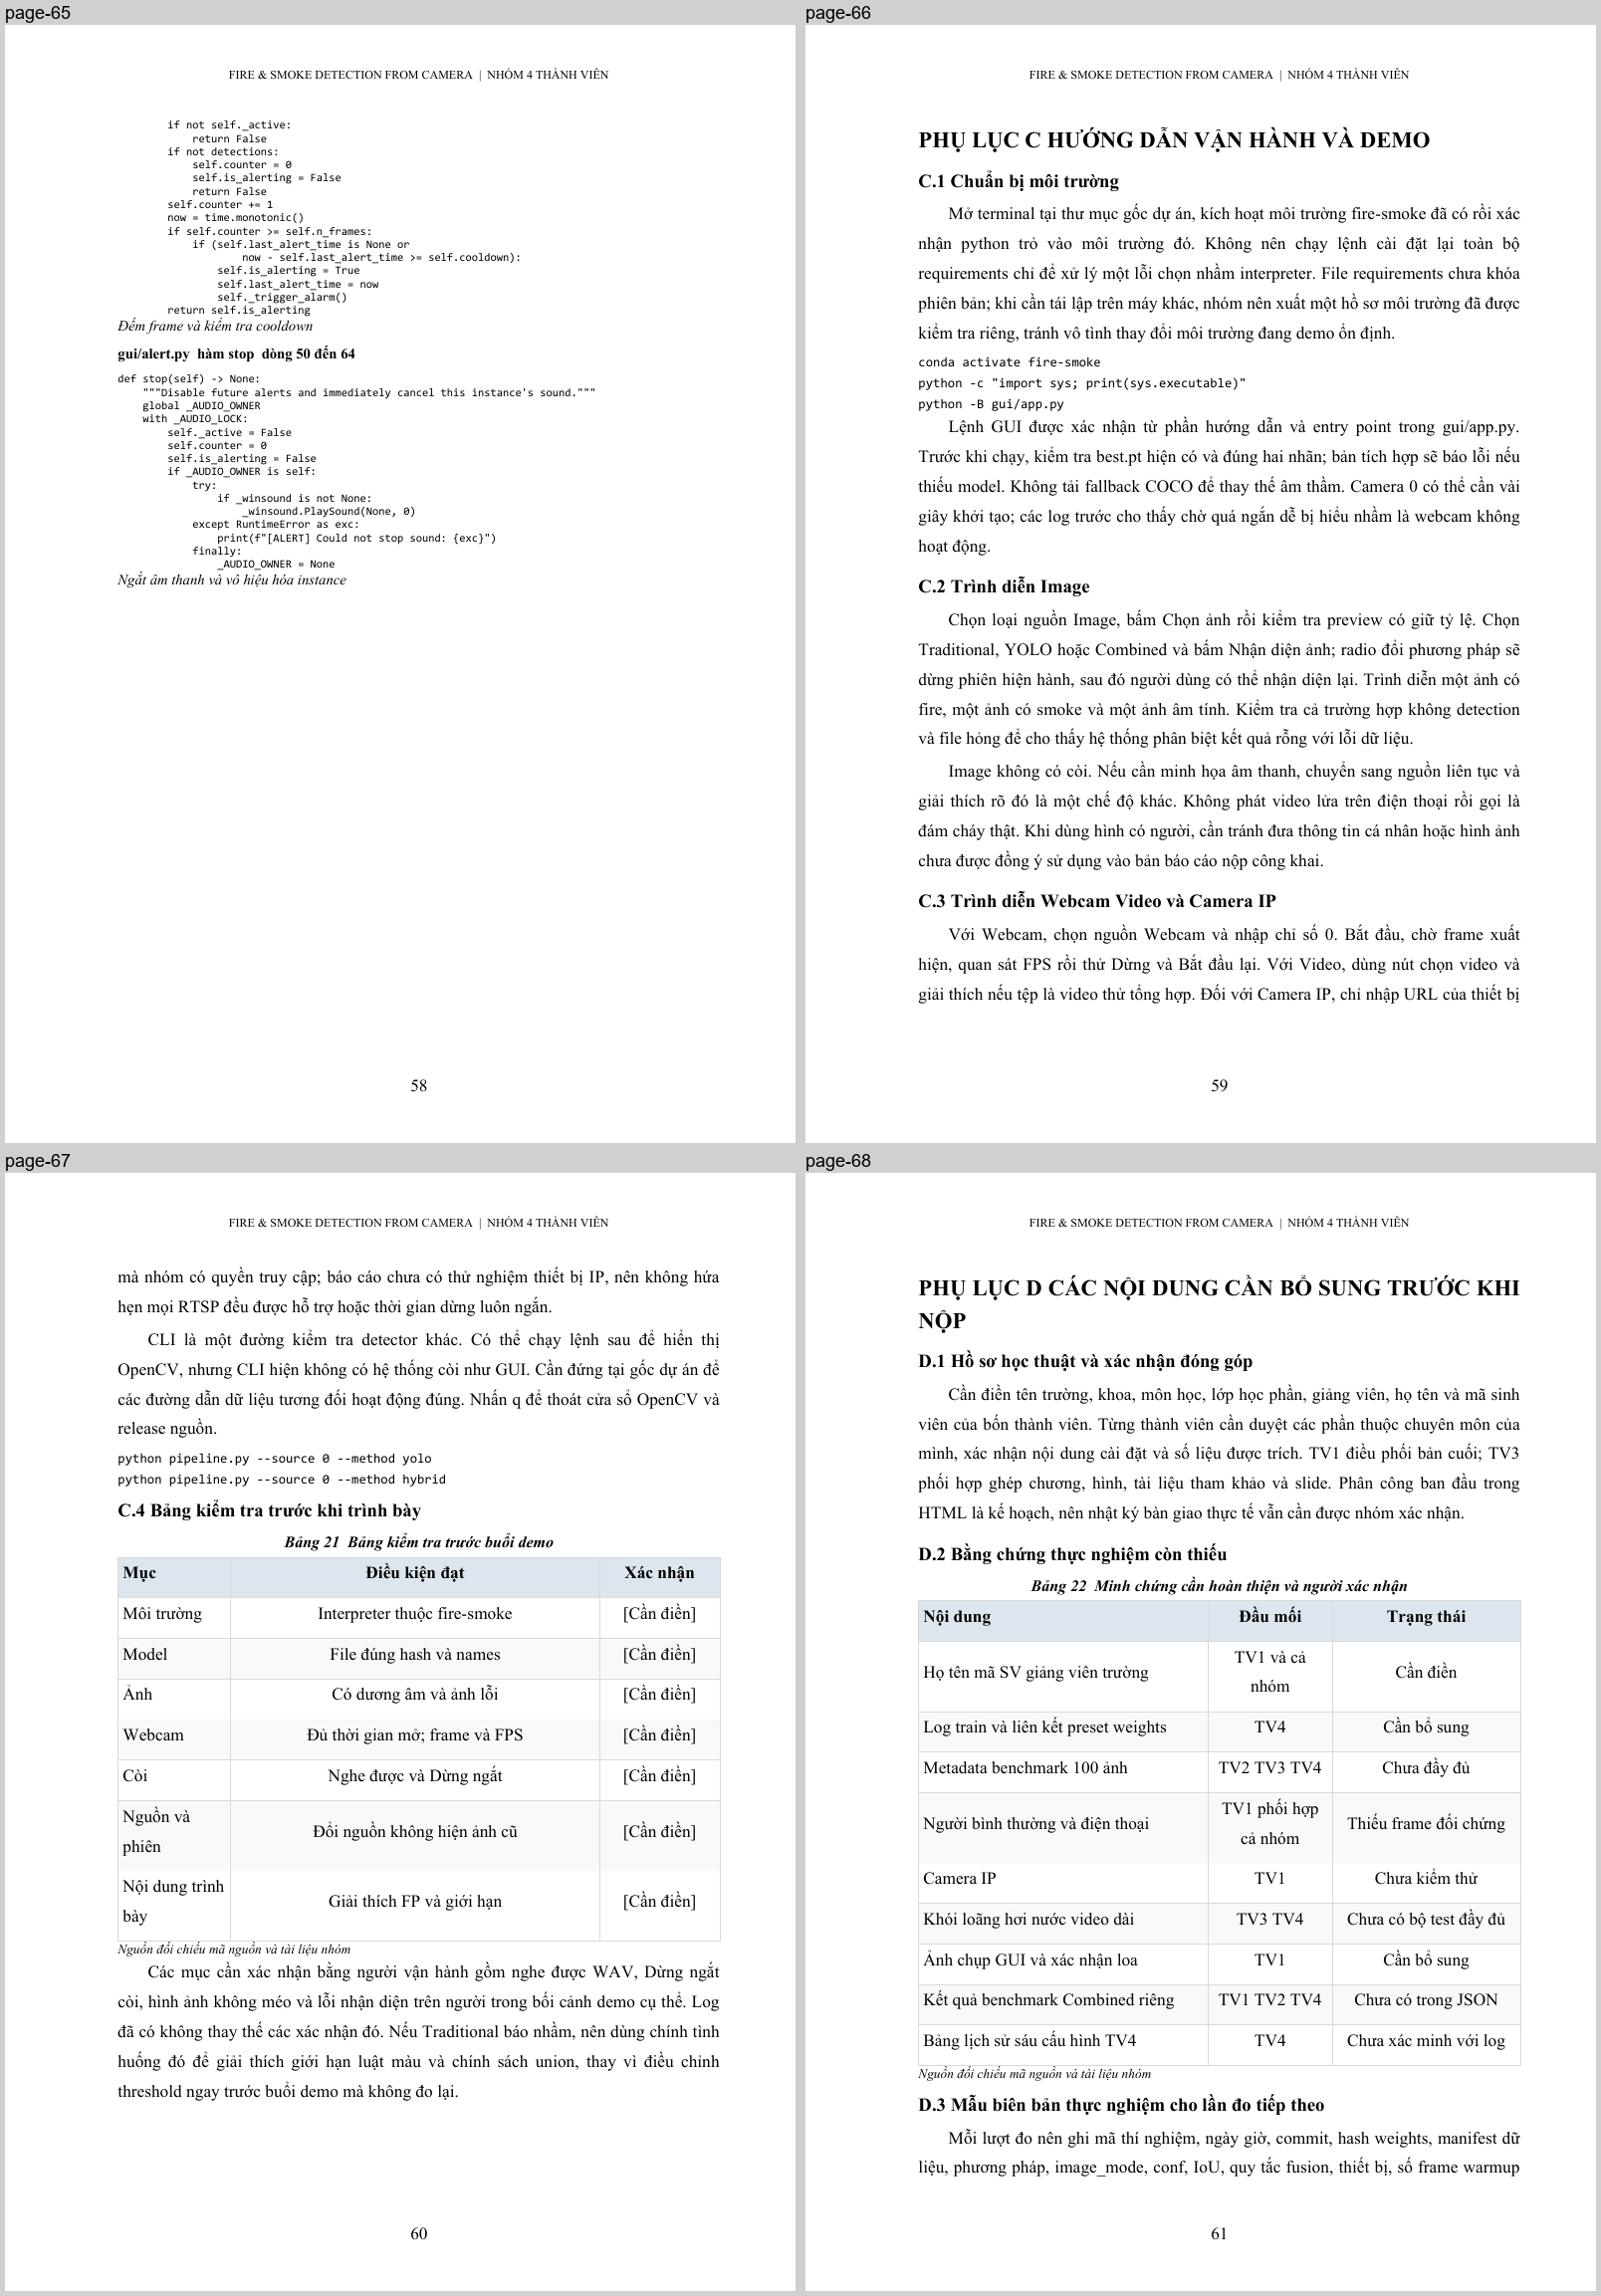 page-65
FIRE & SMOKE DETECTION FROM CAMERA | NHÓM 4 THÀNH VIÊN
if not self._active:
return False
if not detections:
self.counter = 0
self.is_alerting = False
return False
self.counter += 1
now = time.monotonic()
if self.counter >= self.n_frames:
if (self.last_alert_time is None or
now - self.last_alert_time >= self.cooldown):
self.is_alerting = True
self.last_alert_time = now
self._trigger_alarm()
return self.is_alerting
Đếm frame và kiểm tra cooldown
gui/alert.py hàm stop dòng 50 đến 64
def stop(self) -> None:
"""Disable future alerts and immediately cancel this instance's sound."""
global _AUDIO_OWNER
with _AUDIO_LOCK:
self._active = False
self.counter = 0
self.is_alerting = False
if _AUDIO_OWNER is self:
try:
if _winsound is not None:
_winsound.PlaySound(None, 0)
except RuntimeError as exc:
print(f"[ALERT] Could not stop sound: {exc}")
finally:
_AUDIO_OWNER = None
Ngắt âm thanh và vô hiệu hóa instance
58
page-66
FIRE & SMOKE DETECTION FROM CAMERA | NHÓM 4 THÀNH VIÊN
PHỤ LỤC C HƯỚNG DẪN VẬN HÀNH VÀ DEMO
C.1 Chuẩn bị môi trường
Mở terminal tại thư mục gốc dự án, kích hoạt môi trường fire-smoke đã có rồi xác
nhận python trỏ vào môi trường đó. Không nên chạy lệnh cài đặt lại toàn bộ
requirements chỉ để xử lý một lỗi chọn nhầm interpreter. File requirements chưa khóa
phiên bản; khi cần tái lập trên máy khác, nhóm nên xuất một hồ sơ môi trường đã được
kiểm tra riêng, tránh vô tình thay đổi môi trường đang demo ổn định.
conda activate fire-smoke
python -c "import sys; print(sys.executable)"
python -B gui/app.py
Lệnh GUI được xác nhận từ phần hướng dẫn và entry point trong gui/app.py.
Trước khi chạy, kiểm tra best.pt hiện có và đúng hai nhãn; bản tích hợp sẽ báo lỗi nếu
thiếu model. Không tải fallback COCO để thay thế âm thầm. Camera 0 có thể cần vài
giây khởi tạo; các log trước cho thấy chờ quá ngắn dễ bị hiểu nhầm là webcam không
hoạt động.
C.2 Trình diễn Image
Chọn loại nguồn Image, bấm Chọn ảnh rồi kiểm tra preview có giữ tỷ lệ. Chọn
Traditional, YOLO hoặc Combined và bấm Nhận diện ảnh; radio đổi phương pháp sẽ
dừng phiên hiện hành, sau đó người dùng có thể nhận diện lại. Trình diễn một ảnh có
fire, một ảnh có smoke và một ảnh âm tính. Kiểm tra cả trường hợp không detection
và file hỏng để cho thấy hệ thống phân biệt kết quả rỗng với lỗi dữ liệu.
Image không có còi. Nếu cần minh họa âm thanh, chuyển sang nguồn liên tục và
giải thích rõ đó là một chế độ khác. Không phát video lửa trên điện thoại rồi gọi là
đám cháy thật. Khi dùng hình có người, cần tránh đưa thông tin cá nhân hoặc hình ảnh
chưa được đồng ý sử dụng vào bản báo cáo nộp công khai.
C.3 Trình diễn Webcam Video và Camera IP
Với Webcam, chọn nguồn Webcam và nhập chỉ số 0. Bắt đầu, chờ frame xuất
hiện, quan sát FPS rồi thử Dừng và Bắt đầu lại. Với Video, dùng nút chọn video và
giải thích nếu tệp là video thử tổng hợp. Đối với Camera IP, chỉ nhập URL của thiết bị
59
page-67
FIRE & SMOKE DETECTION FROM CAMERA | NHÓM 4 THÀNH VIÊN
mà nhóm có quyền truy cập; báo cáo chưa có thử nghiệm thiết bị IP, nên không hứa
hẹn mọi RTSP đều được hỗ trợ hoặc thời gian dừng luôn ngắn.
CLI là một đường kiểm tra detector khác. Có thể chạy lệnh sau để hiển thị
OpenCV, nhưng CLI hiện không có hệ thống còi như GUI. Cần đứng tại gốc dự án để
các đường dẫn dữ liệu tương đối hoạt động đúng. Nhấn q để thoát cửa sổ OpenCV và
release nguồn.
python pipeline.py --source 0 --method yolo
python pipeline.py --source 0 --method hybrid
C.4 Bảng kiểm tra trước khi trình bày
Bảng 21 Bảng kiểm tra trước buổi demo
Mục Điều kiện đạt Xác nhận
Môi trường Interpreter thuộc fire-smoke [Cần điền]
Model File đúng hash và names [Cần điền]
Ảnh Có dương âm và ảnh lỗi [Cần điền]
Webcam Đủ thời gian mở; frame và FPS [Cần điền]
Còi Nghe được và Dừng ngắt [Cần điền]
Nguồn và
phiên Đổi nguồn không hiện ảnh cũ [Cần điền]
Nội dung trình
bày Giải thích FP và giới hạn [Cần điền]
Nguồn đối chiếu mã nguồn và tài liệu nhóm
Các mục cần xác nhận bằng người vận hành gồm nghe được WAV, Dừng ngắt
còi, hình ảnh không méo và lỗi nhận diện trên người trong bối cảnh demo cụ thể. Log
đã có không thay thế các xác nhận đó. Nếu Traditional báo nhầm, nên dùng chính tình
huống đó để giải thích giới hạn luật màu và chính sách union, thay vì điều chỉnh
threshold ngay trước buổi demo mà không đo lại.
60
page-68
FIRE & SMOKE DETECTION FROM CAMERA | NHÓM 4 THÀNH VIÊN
PHỤ LỤC D CÁC NỘI DUNG CẦN BỔ SUNG TRƯỚC KHI
NỘP
D.1 Hồ sơ học thuật và xác nhận đóng góp
Cần điền tên trường, khoa, môn học, lớp học phần, giảng viên, họ tên và mã sinh
viên của bốn thành viên. Từng thành viên cần duyệt các phần thuộc chuyên môn của
mình, xác nhận nội dung cài đặt và số liệu được trích. TV1 điều phối bản cuối; TV3
phối hợp ghép chương, hình, tài liệu tham khảo và slide. Phân công ban đầu trong
HTML là kế hoạch, nên nhật ký bàn giao thực tế vẫn cần được nhóm xác nhận.
D.2 Bằng chứng thực nghiệm còn thiếu
Bảng 22 Minh chứng cần hoàn thiện và người xác nhận
Nội dung Đầu mối Trạng thái
Họ tên mã SV giảng viên trường TV1 và cả
nhóm Cần điền
Log train và liên kết preset weights TV4 Cần bổ sung
Metadata benchmark 100 ảnh TV2 TV3 TV4 Chưa đầy đủ
Người bình thường và điện thoại TV1 phối hợp
cả nhóm Thiếu frame đối chứng
Camera IP TV1 Chưa kiểm thử
Khói loãng hơi nước video dài TV3 TV4 Chưa có bộ test đầy đủ
Ảnh chụp GUI và xác nhận loa TV1 Cần bổ sung
Kết quả benchmark Combined riêng TV1 TV2 TV4 Chưa có trong JSON
Bảng lịch sử sáu cấu hình TV4 TV4 Chưa xác minh với log
Nguồn đối chiếu mã nguồn và tài liệu nhóm
D.3 Mẫu biên bản thực nghiệm cho lần đo tiếp theo
Mỗi lượt đo nên ghi mã thí nghiệm, ngày giờ, commit, hash weights, manifest dữ
liệu, phương pháp, image_mode, conf, IoU, quy tắc fusion, thiết bị, số frame warmup
61